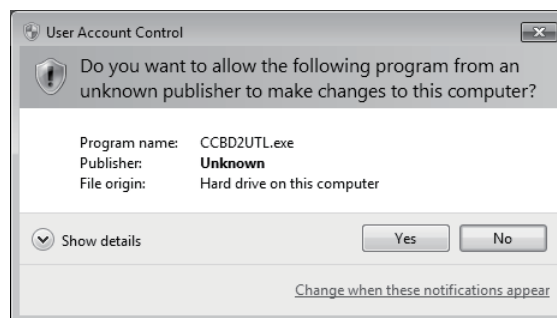 User Account Control
Do you want to allow the following program from an
unknown publisher to make changes to this computer?
Program name: CCBD2UTL.exe
Publisher: Unknown
File origin: Hard drive on this computer
Show details
Yes
No
Change when these notifications appear